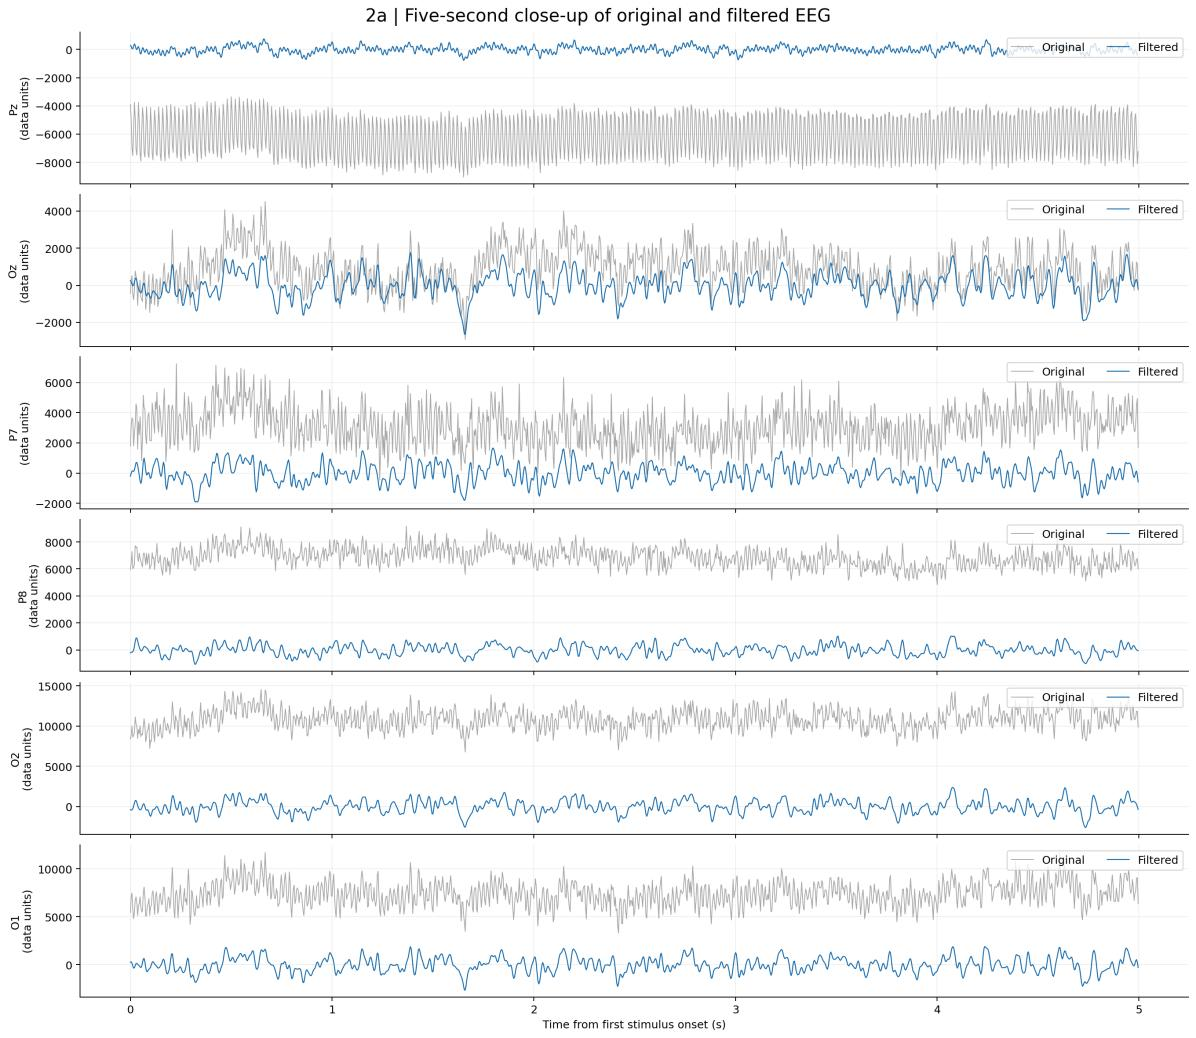 2a | Five-second close-up of original and filtered EEG
Pz
(data units)
0
−2000
−4000
−6000
−8000
Original
Filtered
Oz
(data units)
4000
2000
0
−2000
Original
Filtered
P7
(data units)
6000
4000
2000
0
−2000
Original
Filtered
P8
(data units)
8000
6000
4000
2000
0
Original
Filtered
O2
(data units)
15000
10000
5000
0
Original
Filtered
O1
(data units)
10000
5000
0
Original
Filtered
0 1 2 3 4 5
Time from first stimulus onset (s)